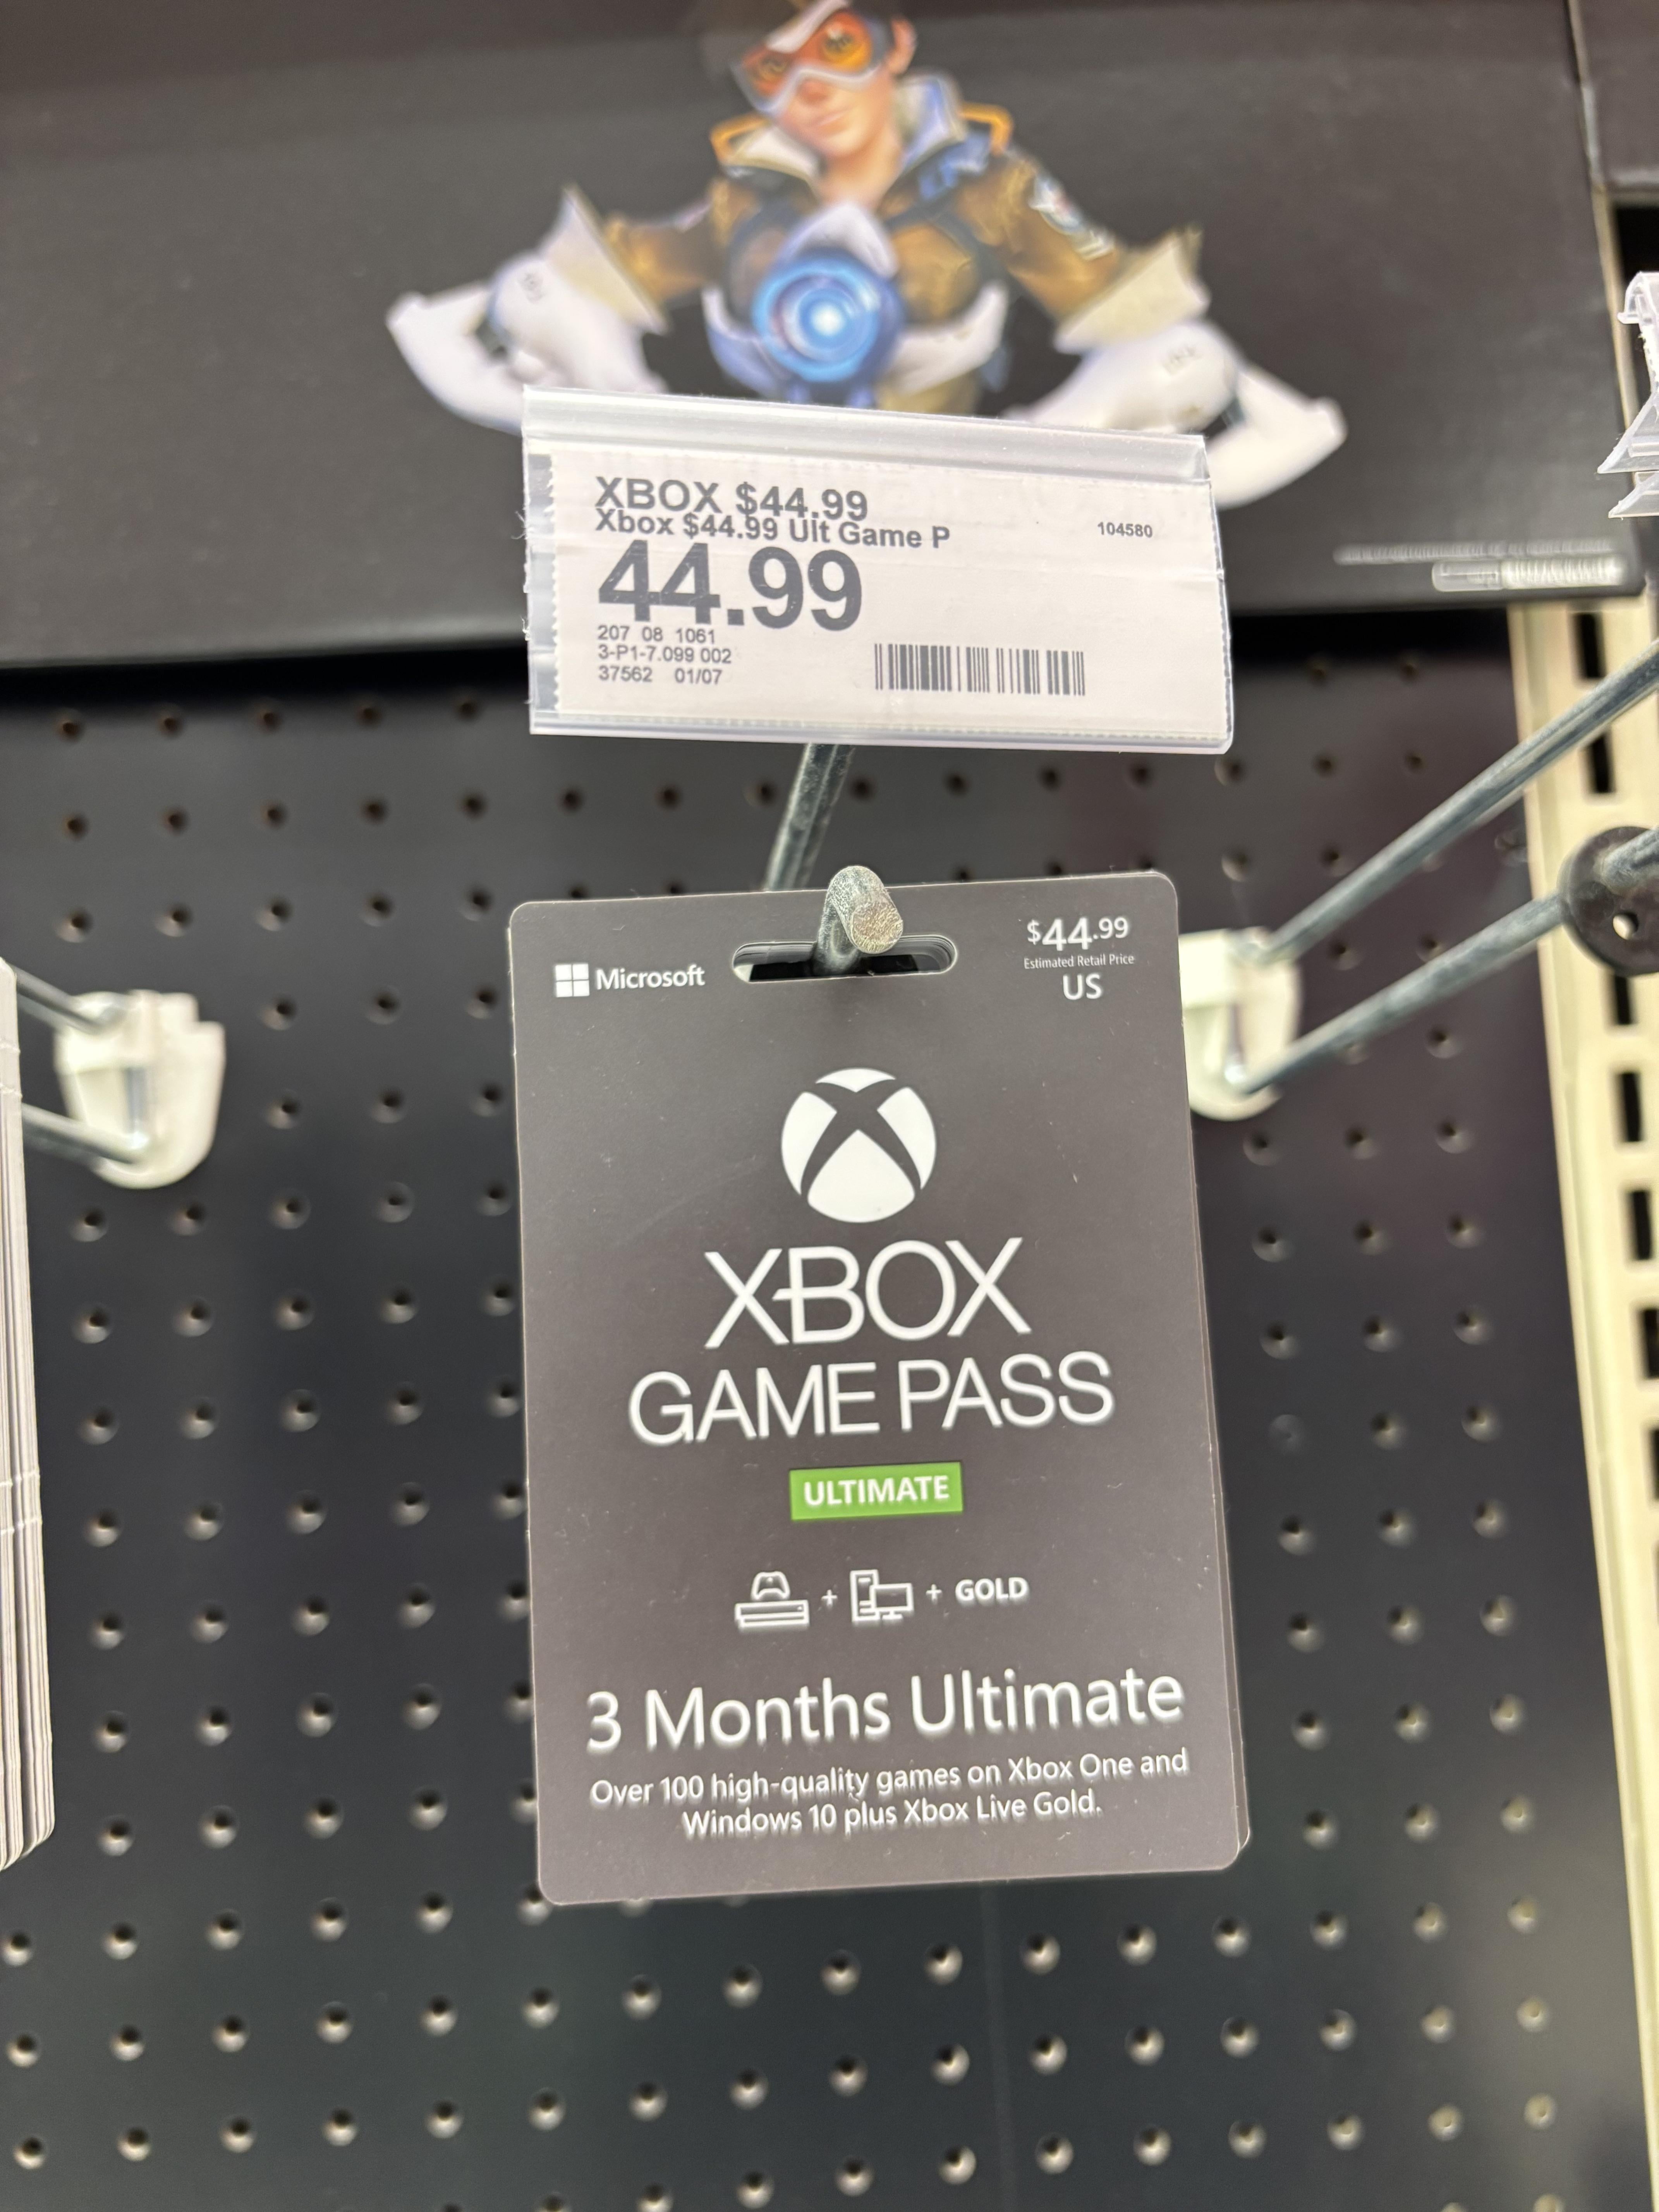 XBOX $44.99
Xbox $44.99 Ult Game P
104580
44.99
207 08 1061
3-P1-7.099 002
37562 01/07
Microsoft
$44.99
Estimated Retail Price
US
XBOX
GAME PASS
ULTIMATE
+ + GOLD
3 Months Ultimate
Over 100 high-quality games on Xbox One and
Windows 10 plus Xbox Live Gold.